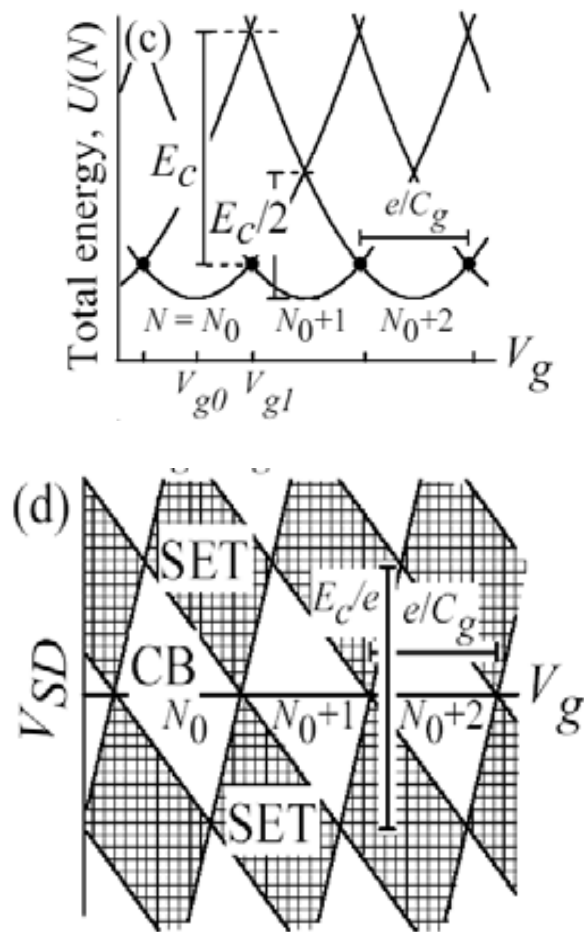 (c)
Total energy, U(N)
E_C
E_C/2
e/C_g
N = N_0
N_0+1
N_0+2
V_g0
V_g1
V_g
(d)
SET
E_c/e
e/C_g
CB
V_SD
V_g
N_0
N_0+1
N_0+2
SET